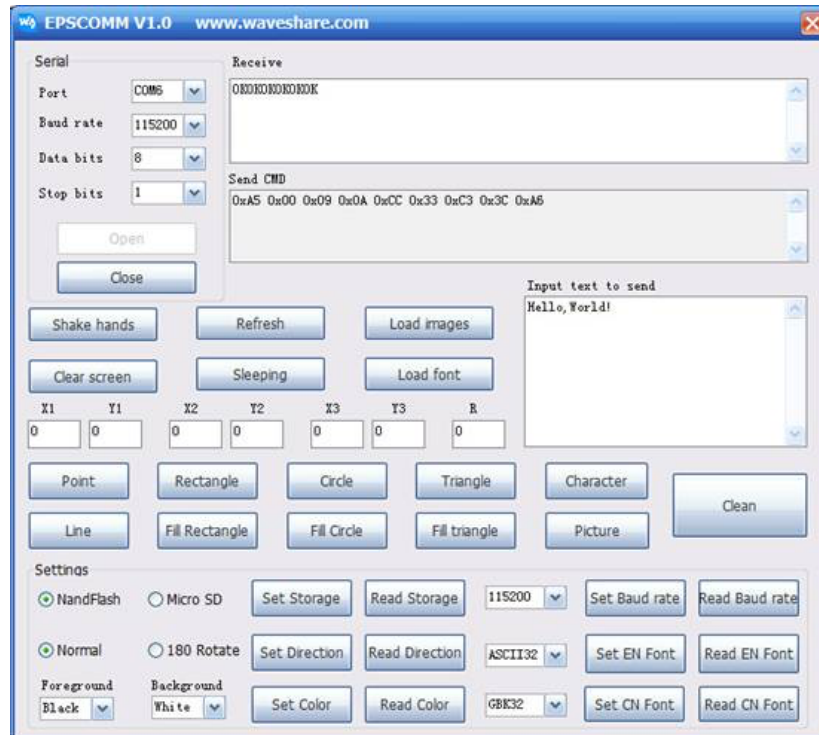 EPSCOMM V1.0 www.waveshare.com
Serial
Port COM6
Baud rate 115200
Data bits 8
Stop bits 1
Open
Close
Receive
OKOKOKOKOKOK
Send CMD
0xA5 0x00 0x09 0x0A 0xCC 0x33 0xC3 0x3C 0xA6
Input text to send
Hello,World!
Shake hands Refresh Load images
Clear screen Sleeping Load font
X1 Y1 X2 Y2 X3 Y3 R
0 0 0 0 0 0 0
Point Rectangle Circle Triangle Character
Clean
Line Fill Rectangle Fill Circle Fill triangle Picture
Settings
NandFlash Micro SD Set Storage Read Storage 115200 Set Baud rate Read Baud rate
Normal 180 Rotate Set Direction Read Direction ASCII32 Set EN Font Read EN Font
Foreground Background
Black White Set Color Read Color GBK32 Set CN Font Read CN Font